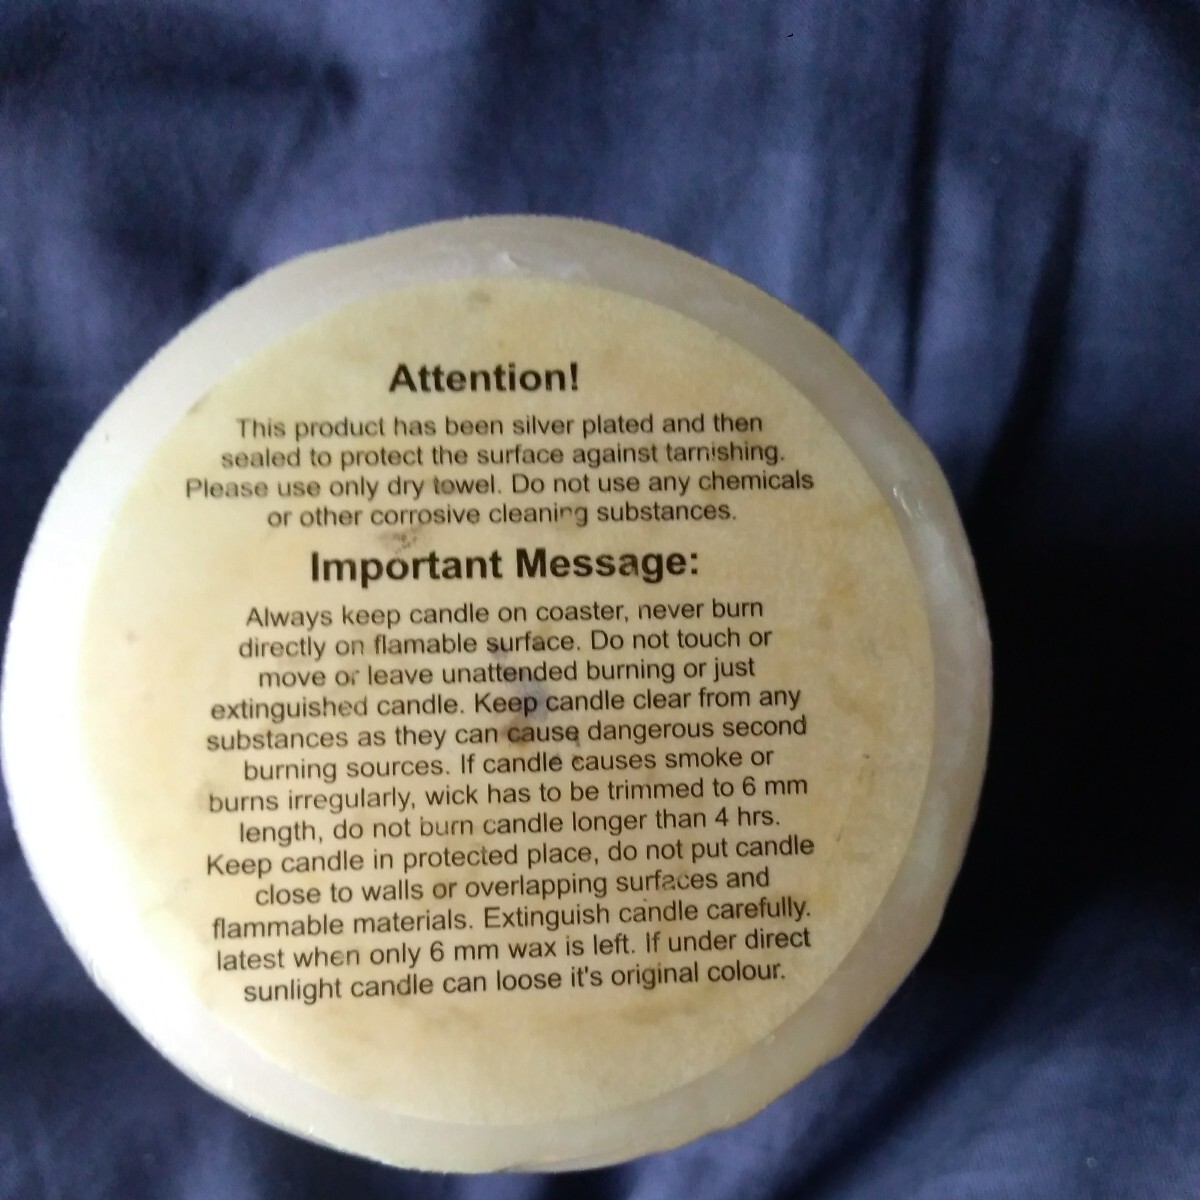 Attention!
This product has been silver plated and then
sealed to protect the surface against tarnishing.
Please use only dry towel. Do not use any chemicals
or other corrosive cleaning substances.
Important Message:
Always keep candle on coaster, never burn
directly on flamable surface. Do not touch or
move or leave unattended burning or just
extinguished candle. Keep candle clear from any
substances as they can cause dangerous second
burning sources. If candle causes smoke or
burns irregularly, wick has to be trimmed to 6 mm
length, do not burn candle longer than 4 hrs.
Keep candle in protected place, do not put candle
close to walls or overlapping surfaces and
flammable materials. Extinguish candle carefully.
latest when only 6 mm wax is left. If under direct
sunlight candle can loose it's original colour.